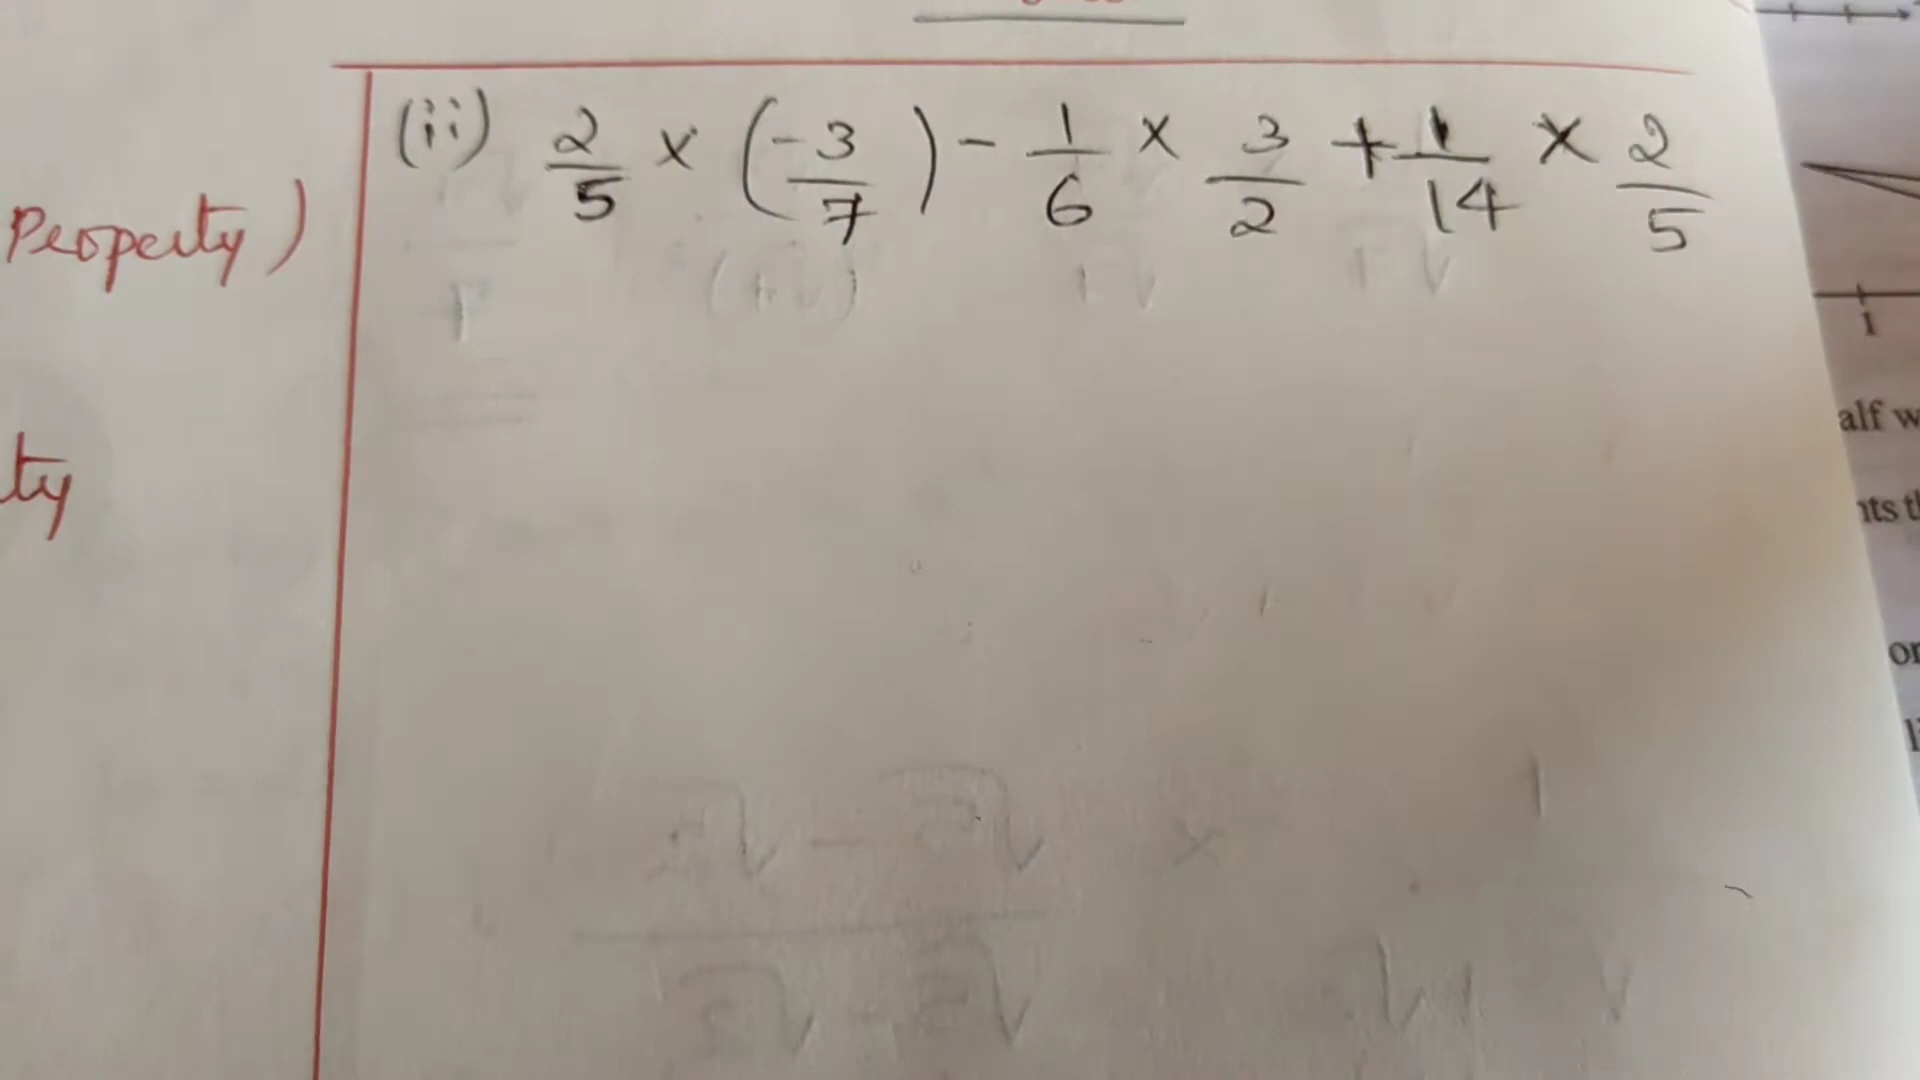 (ii) 2/5 × (-3/7) - 1/6 × 3/2 + 1/14 × 2/5
Property)
ty
1
alf w
nts th
or